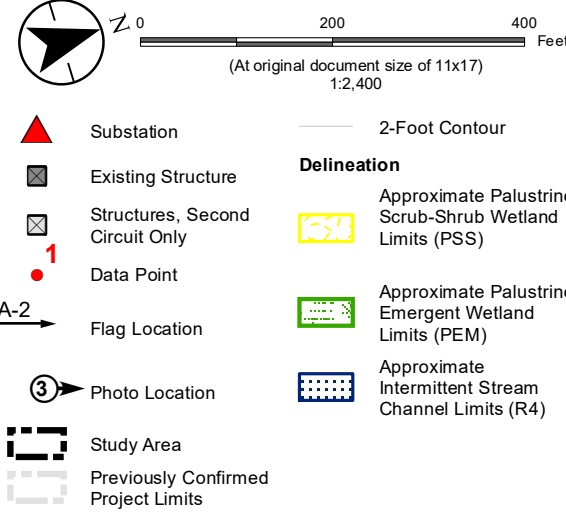 N
0 200 400
Feet
(At original document size of 11x17)
1:2,400
Substation
Existing Structure
Structures, Second
Circuit Only
1
Data Point
A-2
Flag Location
3
Photo Location
Study Area
Previously Confirmed
Project Limits
2-Foot Contour
Delineation
Approximate Palustrine
Scrub-Shrub Wetland
Limits (PSS)
Approximate Palustrine
Emergent Wetland
Limits (PEM)
Approximate
Intermittent Stream
Channel Limits (R4)